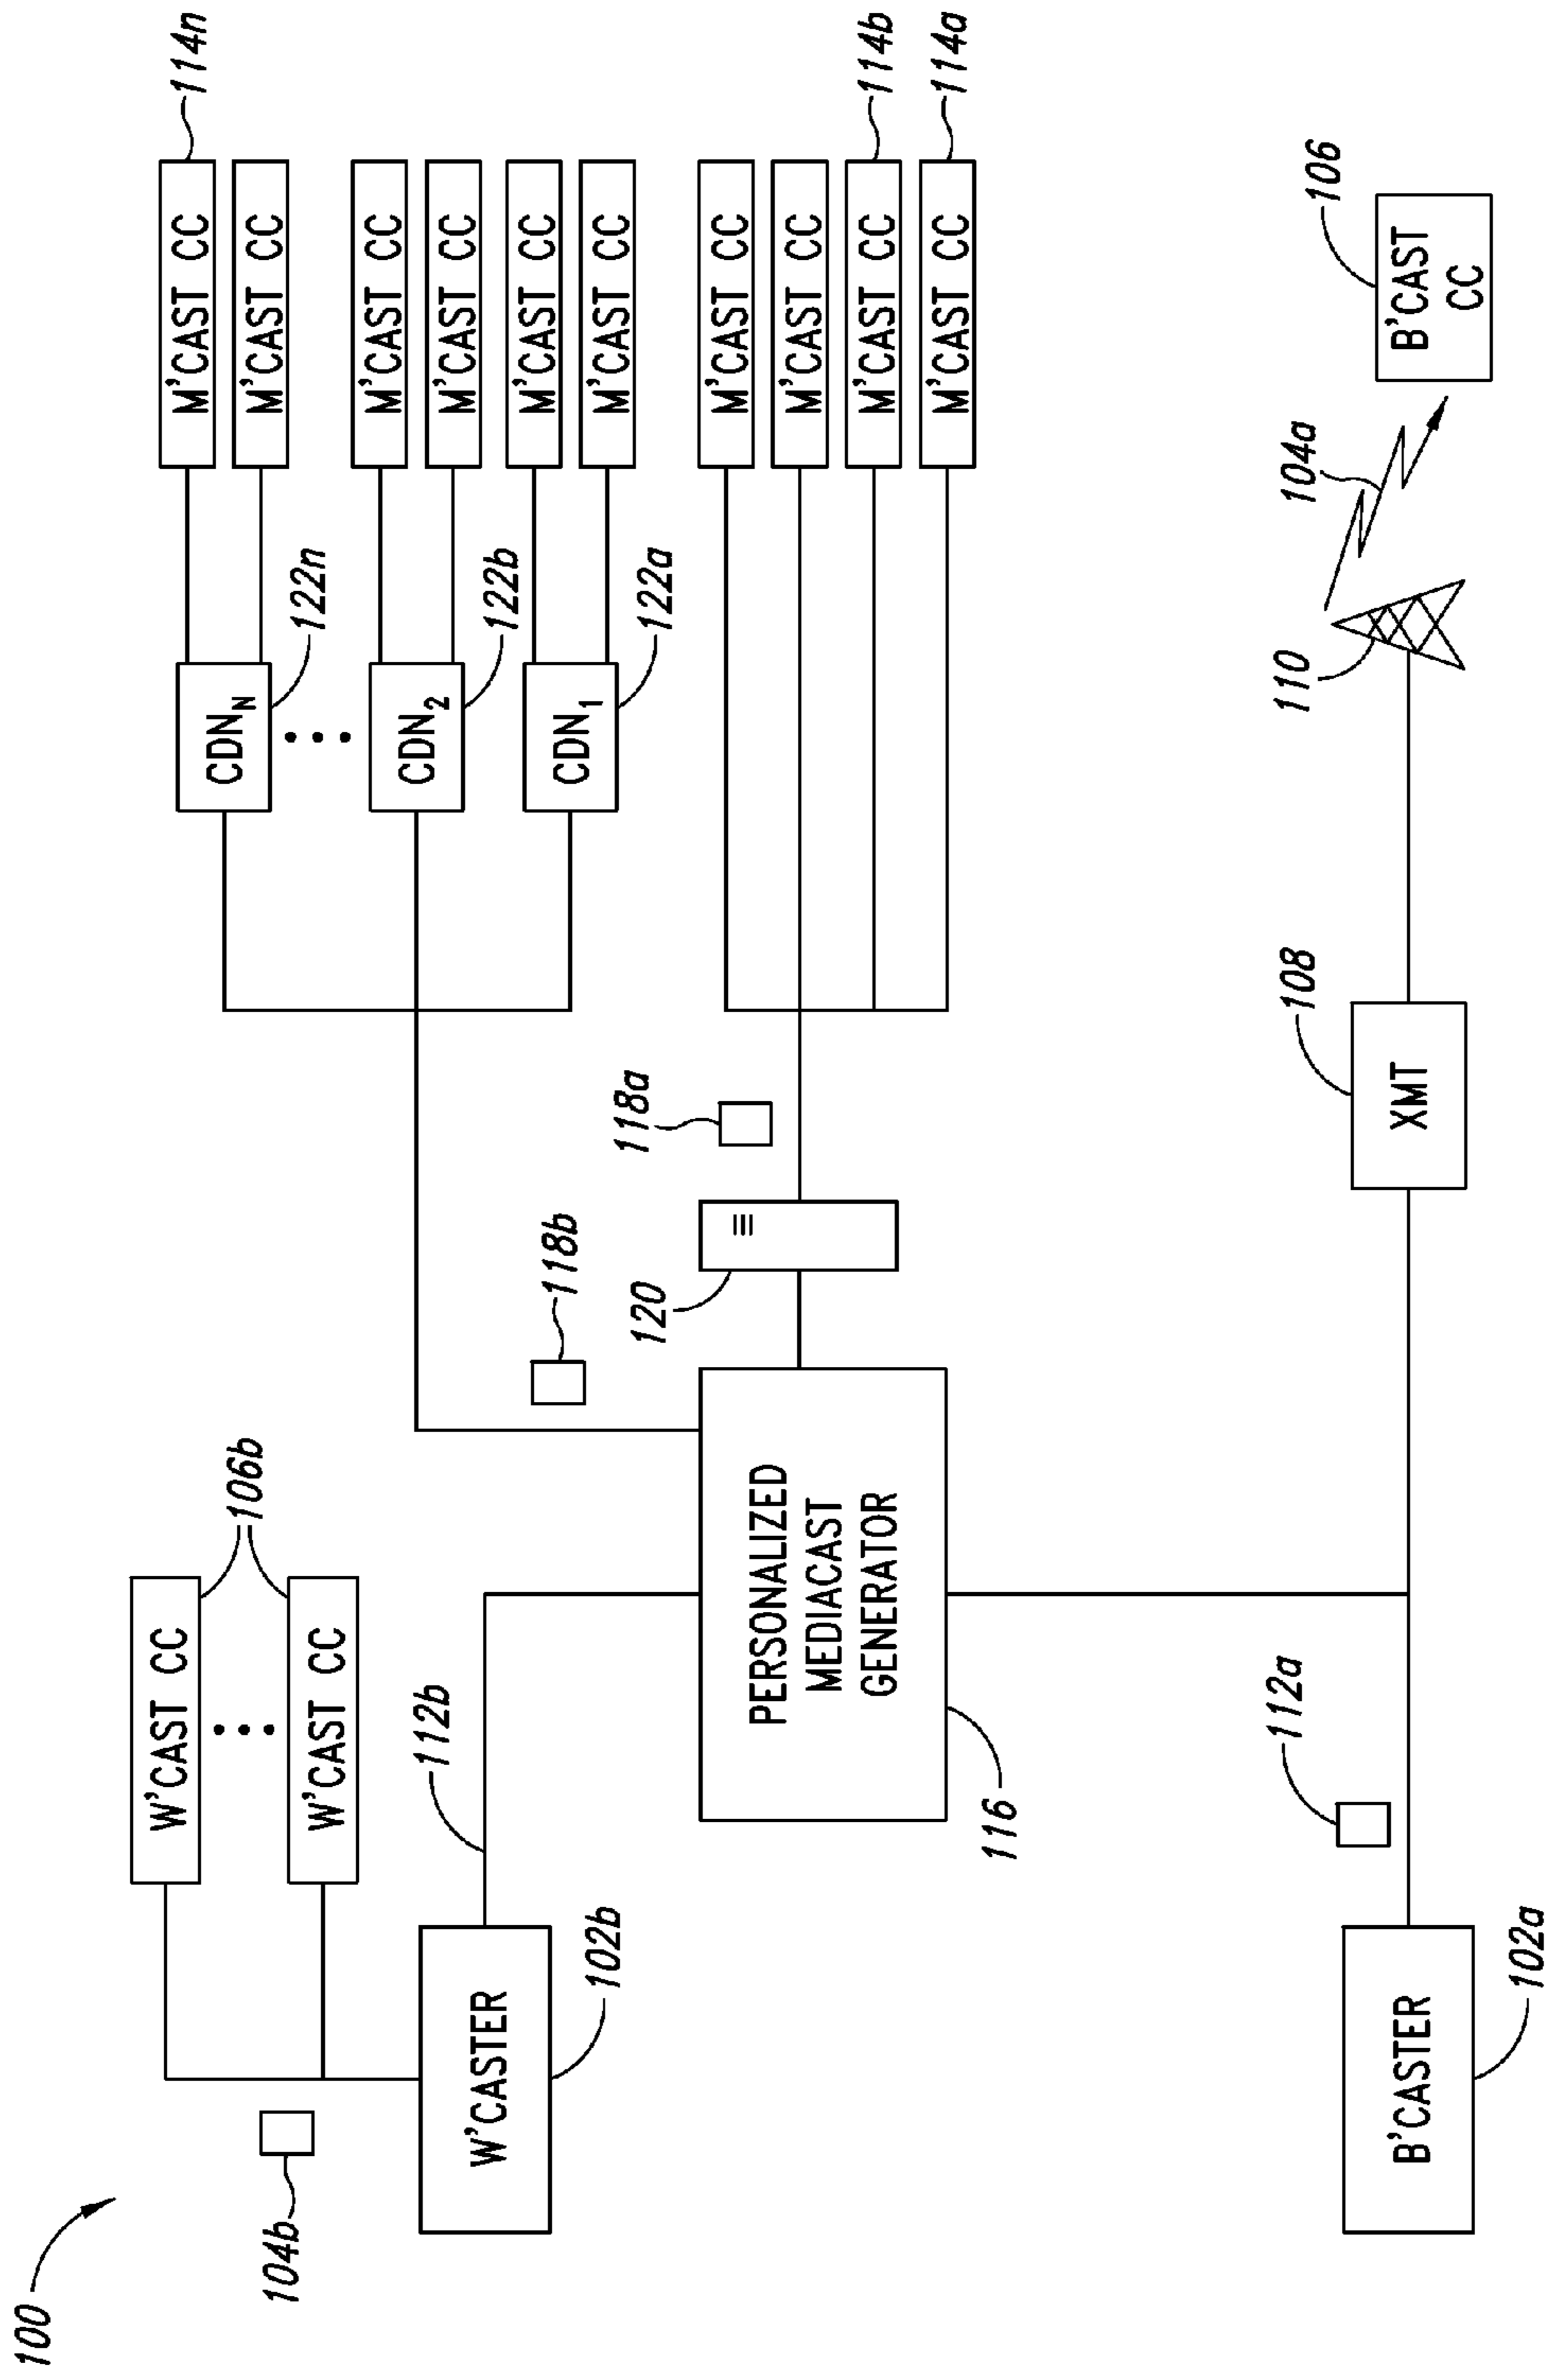 100
104b
W'CAST CC
W'CAST CC
106b
W'CASTER
102b
112b
PERSONALIZED
MEDIACAST
GENERATOR
116
118b
120
118a
CDNN
122n
CDN2
122b
CDN1
122a
M'CAST CC
114n
M'CAST CC
M'CAST CC
M'CAST CC
M'CAST CC
M'CAST CC
M'CAST CC
M'CAST CC
M'CAST CC
114b
M'CAST CC
114a
B'CASTER
102a
112a
XMT
108
110
104a
B'CAST
CC
106